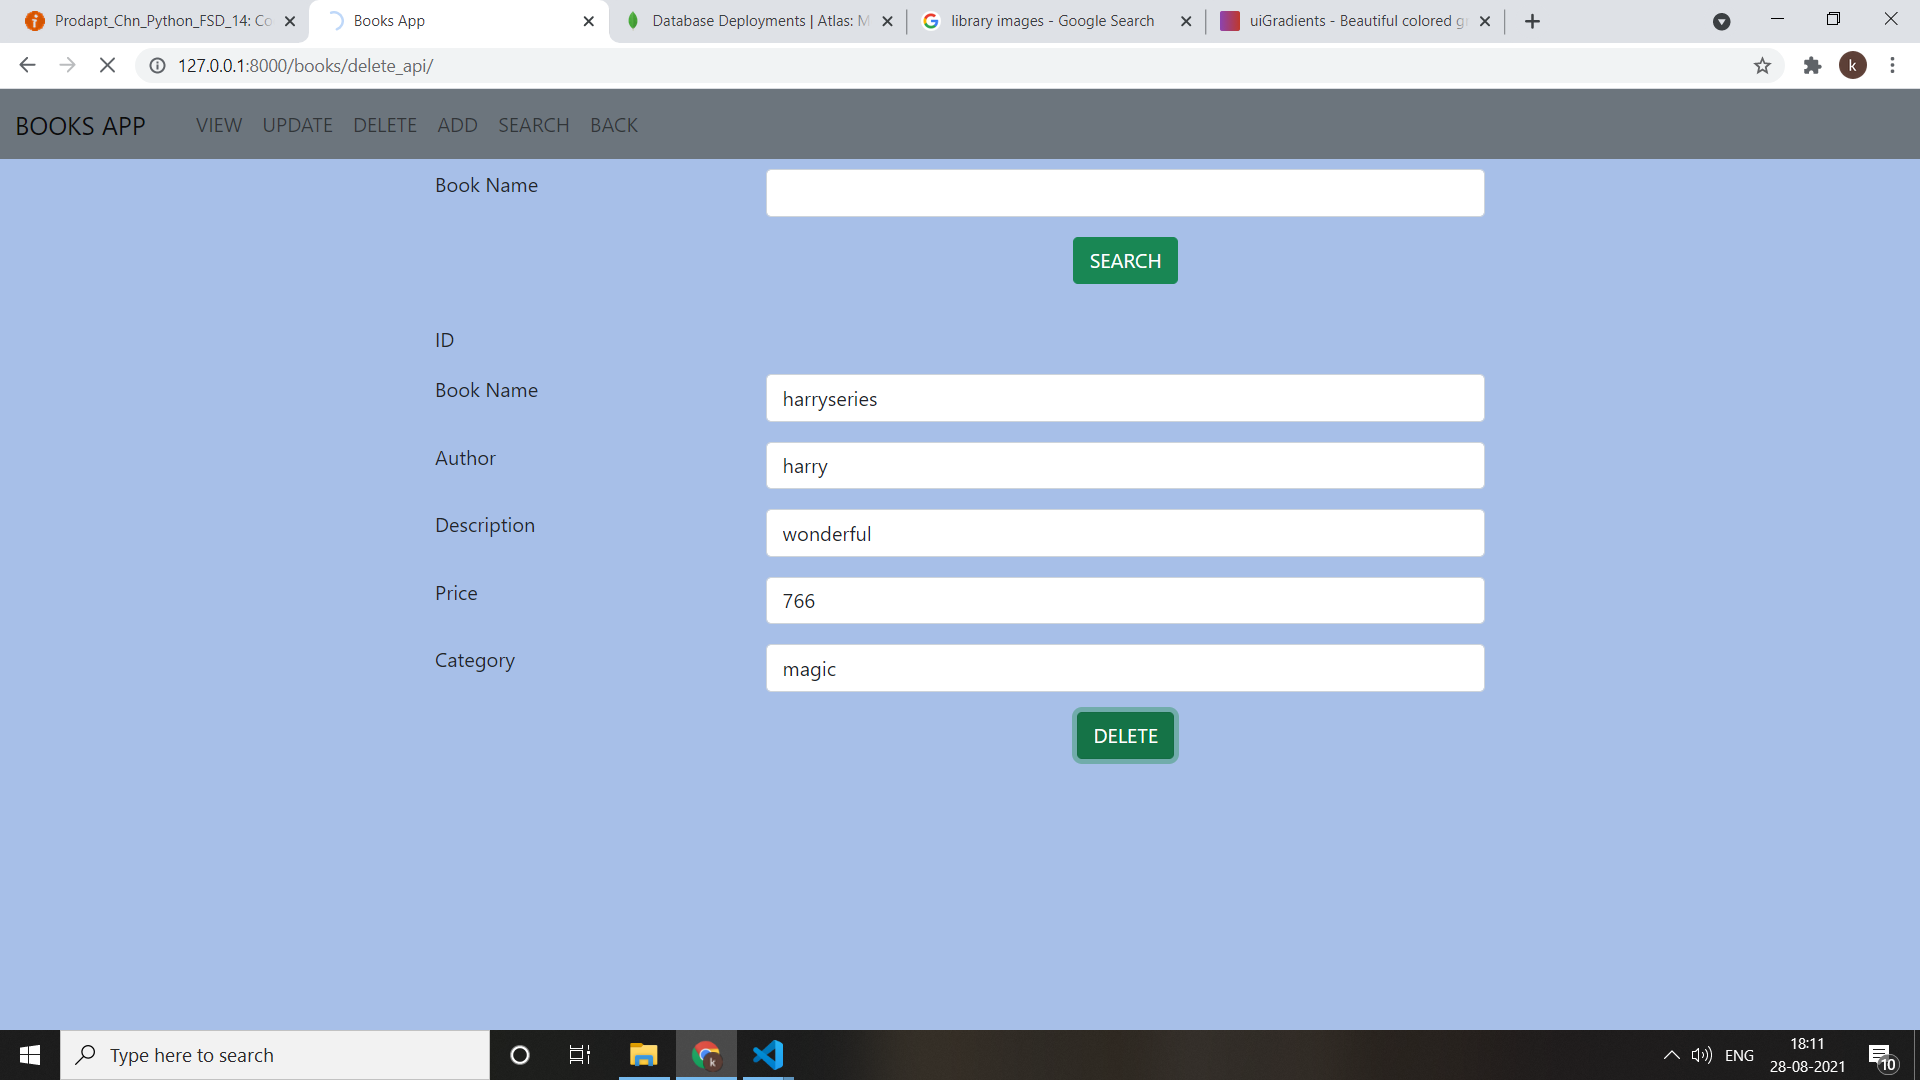 Prodapt_Chn_Python_FSD_14: Co
Books App
Database Deployments | Atlas: M
library images - Google Search
uiGradients - Beautiful colored g
127.0.0.1:8000/books/delete_api/
k
BOOKS APP VIEW UPDATE DELETE ADD SEARCH BACK
Book Name
SEARCH
ID
Book Name harryseries
Author harry
Description wonderful
Price 766
Category magic
DELETE
Type here to search
k
ENG
18:11
28-08-2021
10